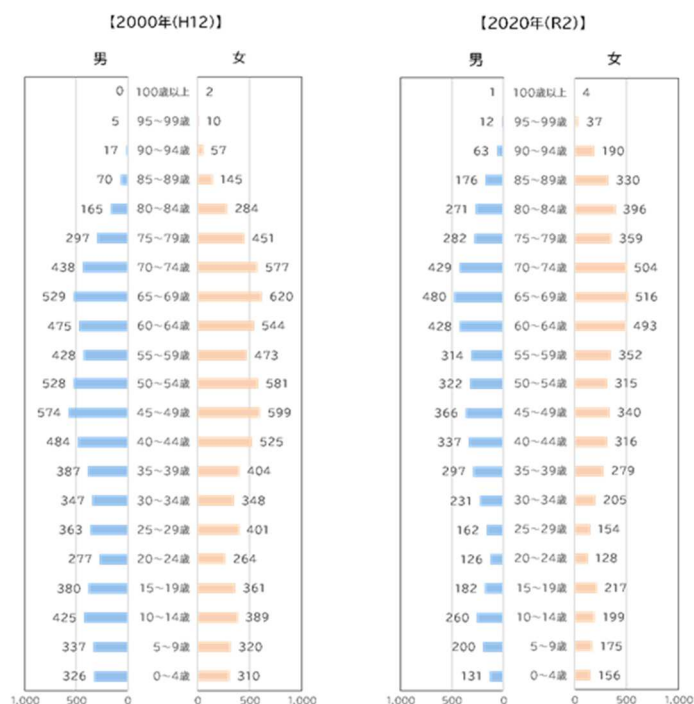 【2000年(H12)】
男 女
0 100歳以上 2
5 95～99歳 10
17 90～94歳 57
70 85～89歳 145
165 80～84歳 284
297 75～79歳 451
438 70～74歳 577
529 65～69歳 620
475 60～64歳 544
428 55～59歳 473
528 50～54歳 581
574 45～49歳 599
484 40～44歳 525
387 35～39歳 404
347 30～34歳 348
363 25～29歳 401
277 20～24歳 264
380 15～19歳 361
425 10～14歳 389
337 5～9歳 320
326 0～4歳 310
1,000 500 0 0 500 1,000
【2020年(R2)】
男 女
1 100歳以上 4
12 95～99歳 37
63 90～94歳 190
176 85～89歳 330
271 80～84歳 396
282 75～79歳 359
429 70～74歳 504
480 65～69歳 516
428 60～64歳 493
314 55～59歳 352
322 50～54歳 315
366 45～49歳 340
337 40～44歳 316
297 35～39歳 279
231 30～34歳 205
162 25～29歳 154
126 20～24歳 128
182 15～19歳 217
260 10～14歳 199
200 5～9歳 175
131 0～4歳 156
1,000 500 0 0 500 1,000